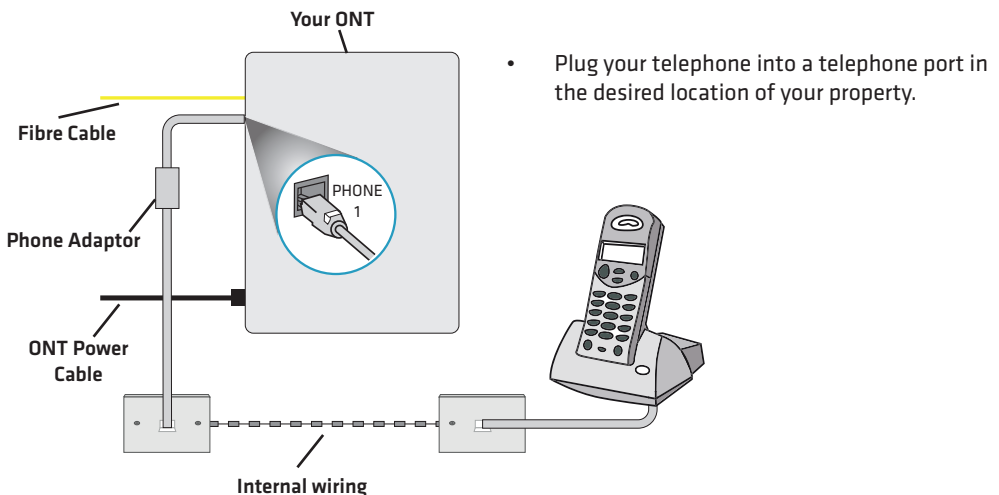 Your ONT
• Plug your telephone into a telephone port in
the desired location of your property.
Fibre Cable
PHONE
1
Phone Adaptor
ONT Power
Cable
Internal wiring